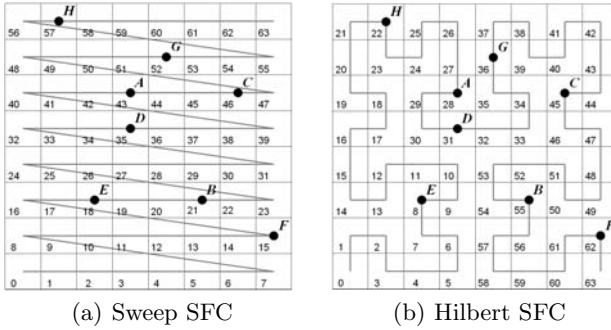 H
56 57 58 59 60 61 62 63
G
48 49 50 51 52 53 54 55
A C
40 41 42 43 44 45 46 47
D
32 33 34 35 36 37 38 39
24 25 26 27 28 29 30 31
E B
16 17 18 19 20 21 22 23
F
8 9 10 11 12 13 14 15
0 1 2 3 4 5 6 7
(a) Sweep SFC
H
21 22 25 26 37 38 41 42
G
20 23 24 27 36 39 40 43
A C
19 18 29 28 35 34 45 44
D
16 17 30 31 32 33 46 47
15 12 11 10 53 52 51 48
E B
14 13 8 9 54 55 50 49
F
1 2 7 6 57 56 61 62
0 3 4 5 58 59 60 63
(b) Hilbert SFC